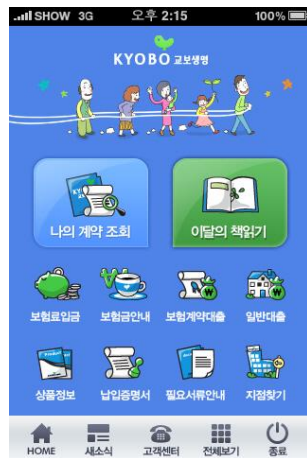 SHOW 3G 오후 2:15 100%
KYOBO 교보생명
나의 계약 조회 이달의 책읽기
보험료입금 보험금안내 보험계약대출 일반대출
상품정보 납입증명서 필요서류안내 지점찾기
HOME 새소식 고객센터 전체보기 종료